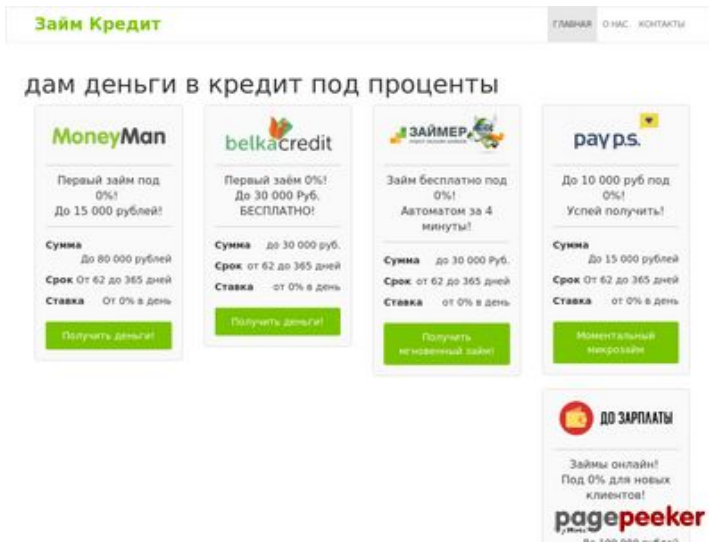 Займ Кредит
ГЛАВНАЯ О НАС КОНТАКТЫ
дам деньги в кредит под проценты
MoneyMan
Первый займ под
0%!
До 15 000 рублей!
Сумма
До 80 000 рублей
Срок От 62 до 365 дней
Ставка От 0% в день
Получить деньги!
belkacredit
Первый заём 0%!
До 30 000 Руб.
БЕСПЛАТНО!
Сумма до 30 000 руб.
Срок от 62 до 365 дней
Ставка от 0% в день
Получить деньги!
ЗАЙМЕР
Займ бесплатно под
0%!
Автоматом за 4
минуты!
Сумма до 30 000 Руб.
Срок от 62 до 365 дней
Ставка от 0% в день
Получить
мгновенный займ!
pay p.s.
До 10 000 руб под
0%!
Успей получить!
Сумма
До 15 000 рублей
Срок От 62 до 365 дней
Ставка От 0% в день
Моментальный
микрозайм
ДО ЗАРПЛАТЫ
Займы онлайн!
Под 0% для новых
клиентов!
pagepeeker
До 100 000 рублей